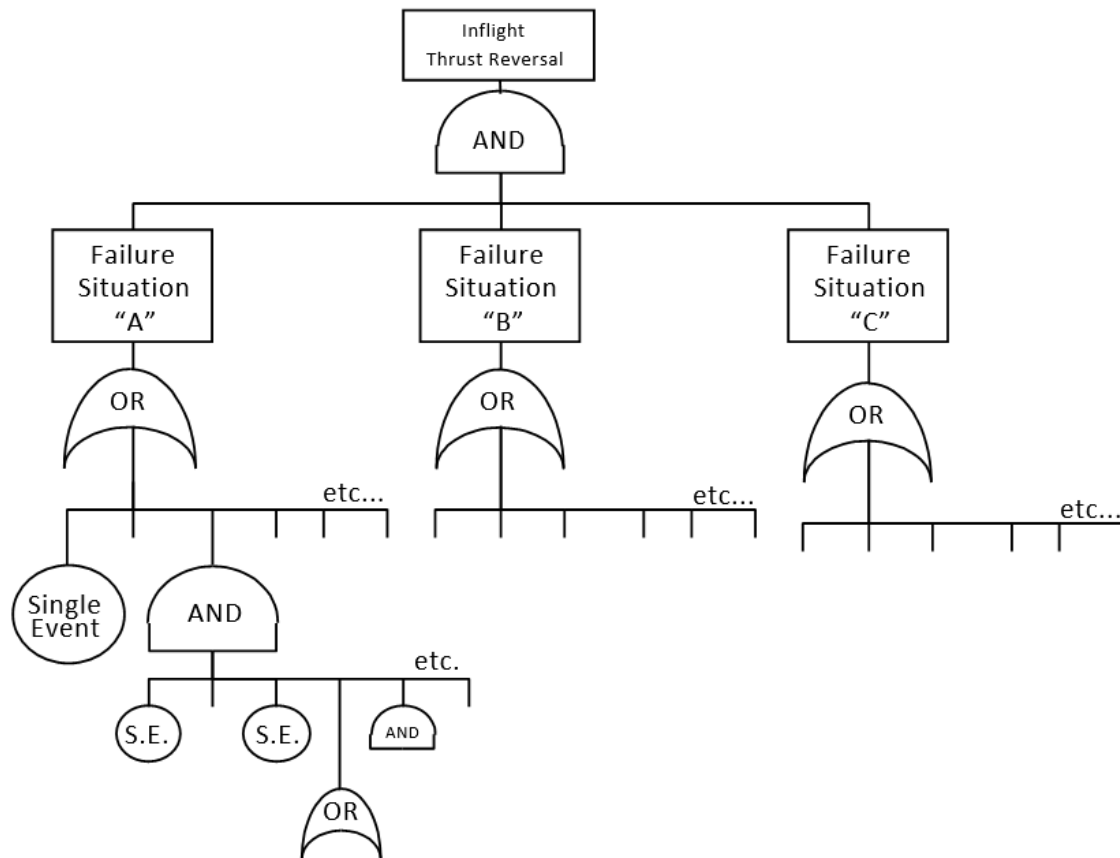 Inflight
Thrust Reversal
AND
Failure
Situation
“A”
Failure
Situation
“B”
Failure
Situation
“C”
OR
OR
OR
etc...
etc...
etc...
Single
Event
AND
etc.
S.E.
S.E.
AND
OR